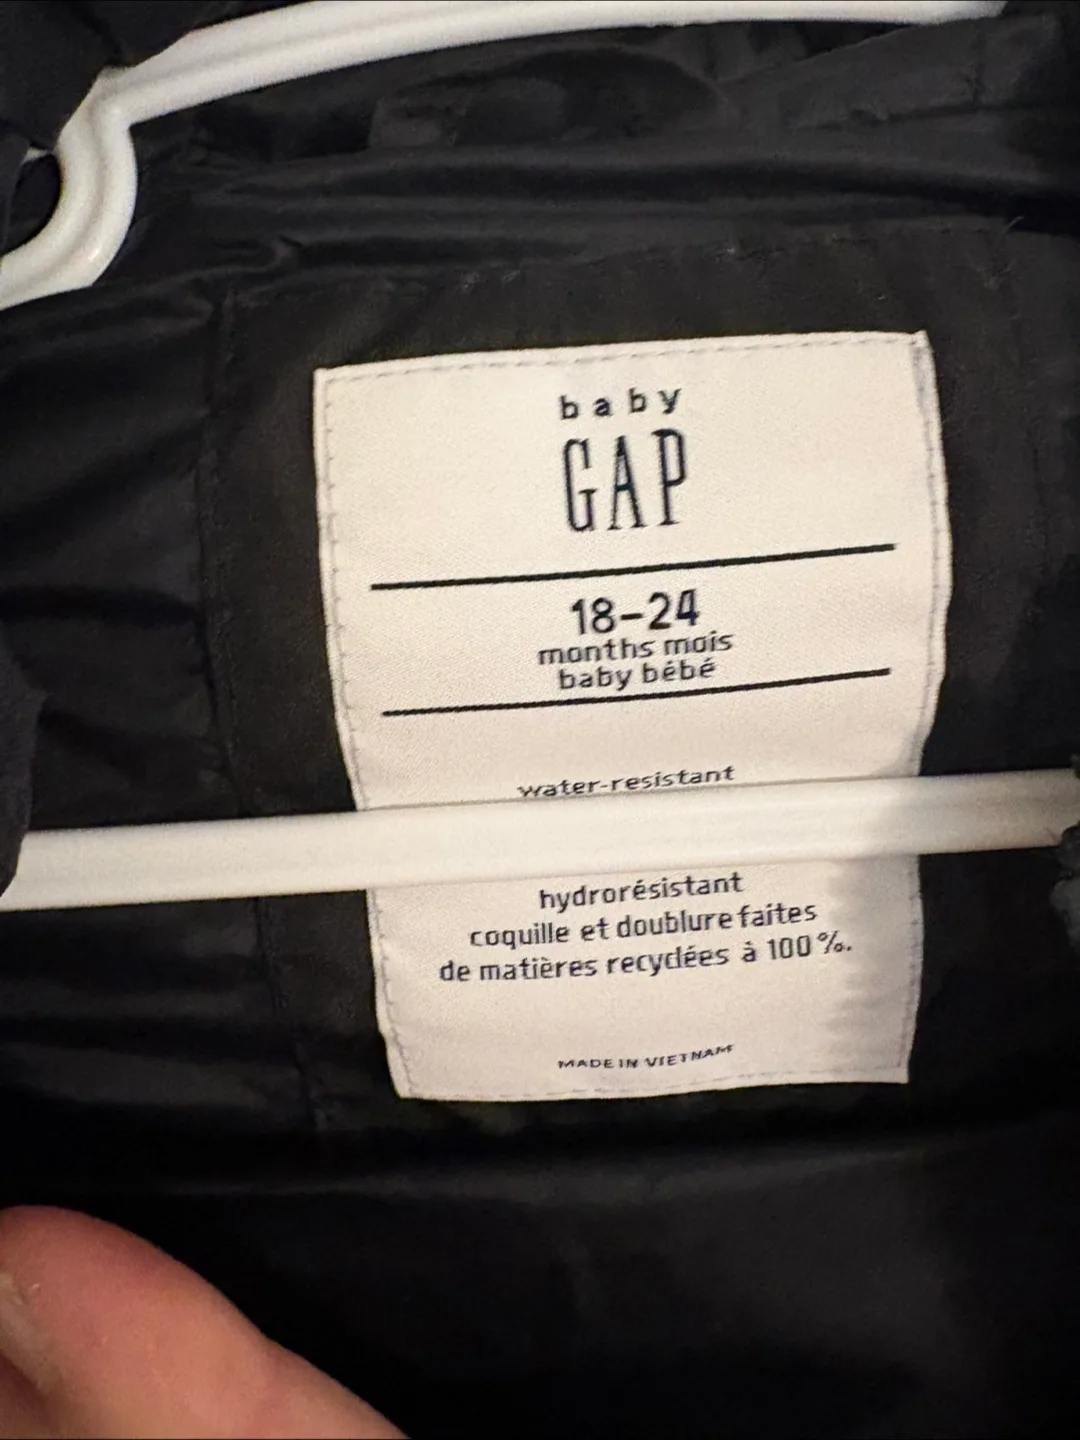 baby
GAP
18-24
months mois
baby bébé
water-resistant
hydrorésistant
coquille et doublure faites
de matières recyclées à 100%.
MADE IN VIETNAM